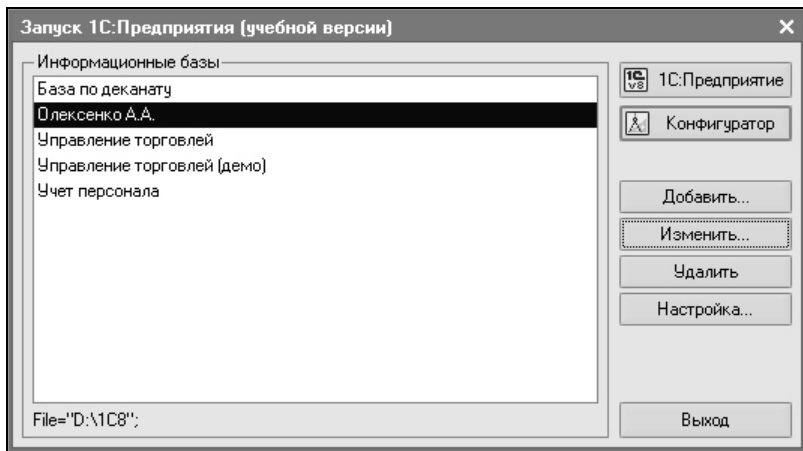 Запуск 1С:Предприятия (учебной версии)
Информационные базы
База по деканату
Олексенко А.А.
Управление торговлей
Управление торговлей (демо)
Учет персонала
File="D:\1C8";
1С:Предприятие
Конфигуратор
Добавить...
Изменить...
Удалить
Настройка...
Выход